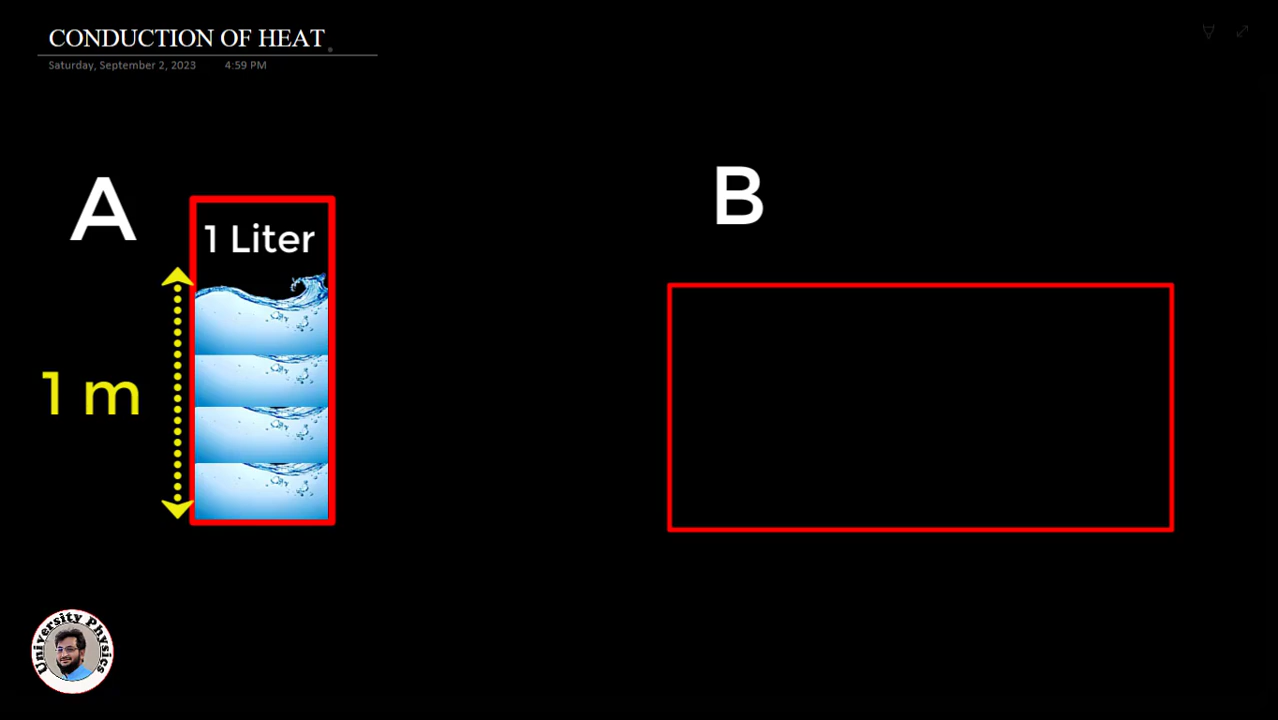 CONDUCTION OF HEAT
Saturday, September 2, 2023 4:59 PM
A
B
1 Liter
1 m
University Physics